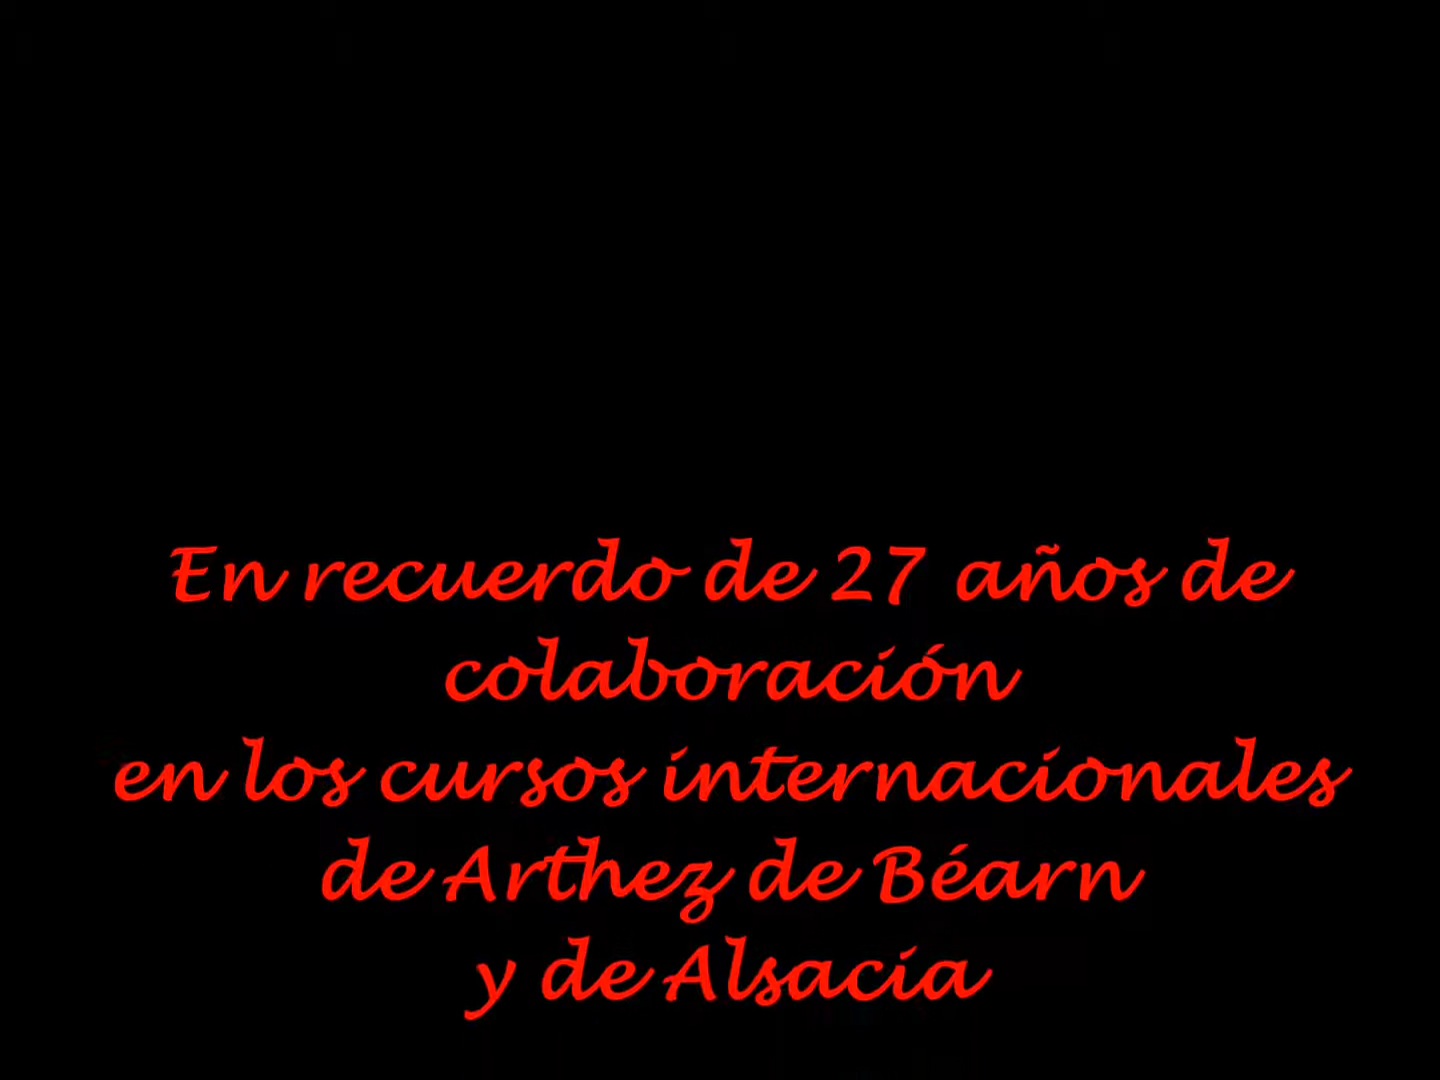 En recuerdo de 27 años de
colaboración
en los cursos internacionales
de Arthez de Béarn
y de Alsacia